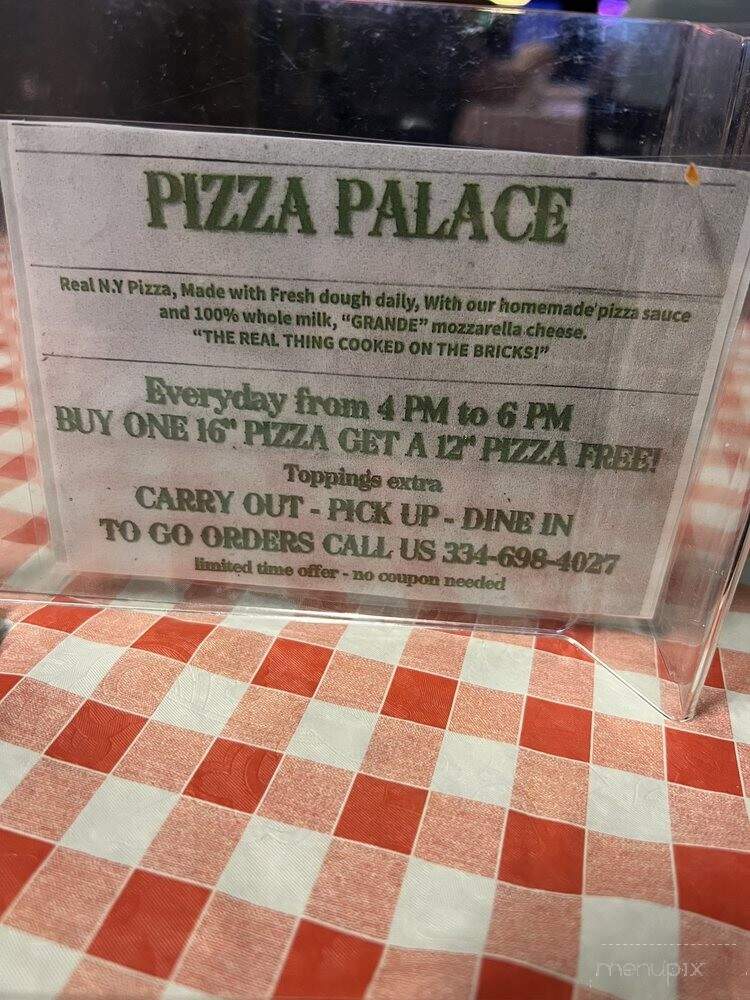 PIZZA PALACE
Real N.Y Pizza, Made with Fresh dough daily, With our homemade pizza sauce
and 100% whole milk, “GRANDE” mozzarella cheese.
“THE REAL THING COOKED ON THE BRICKS!”
Everyday from 4 PM to 6 PM
BUY ONE 16" PIZZA GET A 12" PIZZA FREE!
Toppings extra
CARRY OUT - PICK UP - DINE IN
TO GO ORDERS CALL US 334-698-4027
limited time offer - no coupon needed
menupix